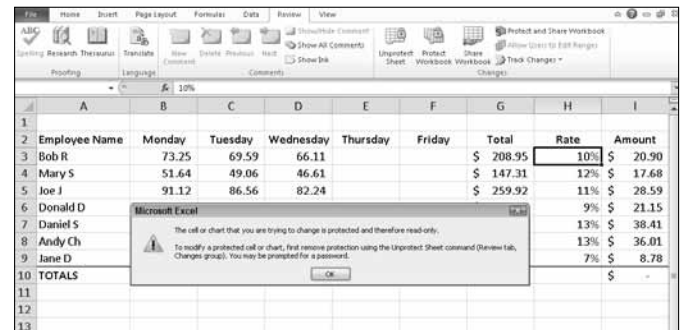 File Home Insert Page Layout Formulas Data Review View
ABC
Spelling Research Thesaurus Translate New Comment Delete Previous Next Show/Hide Comment Show All Comments Show Ink Unprotect Sheet Protect Workbook Share Workbook Protect and Share Workbook Allow Users to Edit Ranges Track Changes
Proofing Language Comments Changes
fx 10%
A B C D E F G H I
1
2 Employee Name Monday Tuesday Wednesday Thursday Friday Total Rate Amount
3 Bob R 73.25 69.59 66.11 $ 208.95 10% $ 20.90
4 Mary S 51.64 49.06 46.61 $ 147.31 12% $ 17.68
5 Joe J 91.12 86.56 82.24 $ 259.92 11% $ 28.59
6 Donald D 9% $ 21.15
7 Daniel S 13% $ 38.41
8 Andy Ch 13% $ 36.01
9 Jane D 7% $ 8.78
10 TOTALS $ -
11
12
13
Microsoft Excel
The cell or chart that you are trying to change is protected and therefore read-only.
To modify a protected cell or chart, first remove protection using the Unprotect Sheet command (Review tab,
Changes group). You may be prompted for a password.
OK